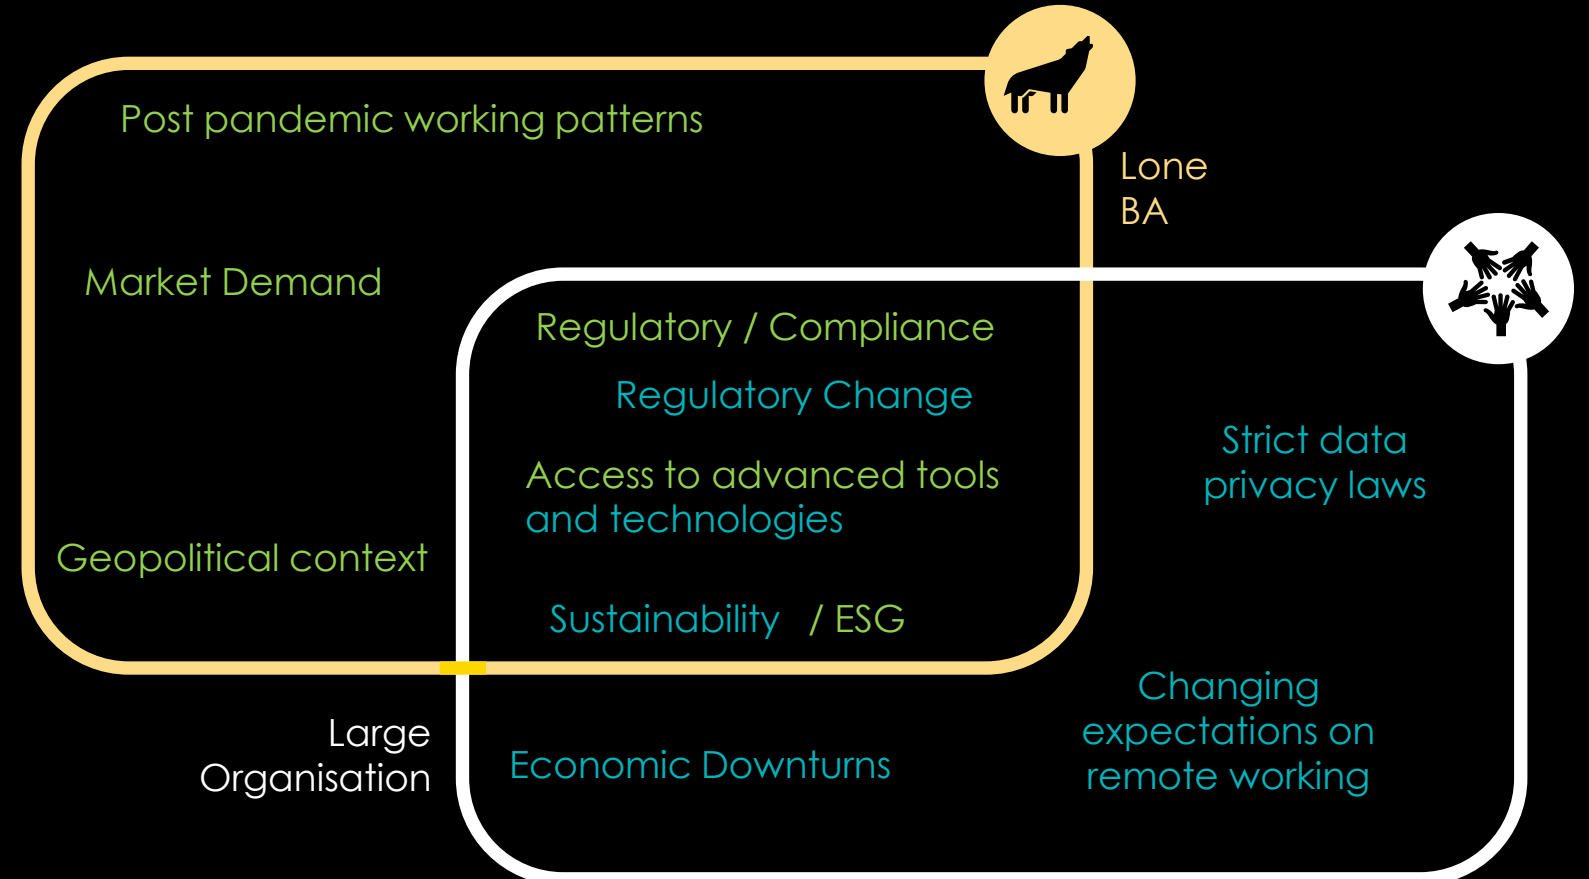 Post pandemic working patterns
Lone
BA
Market Demand
Regulatory / Compliance
Regulatory Change
Strict data
privacy laws
Access to advanced tools
and technologies
Geopolitical context
Sustainability / ESG
Changing
expectations on
remote working
Large
Organisation
Economic Downturns